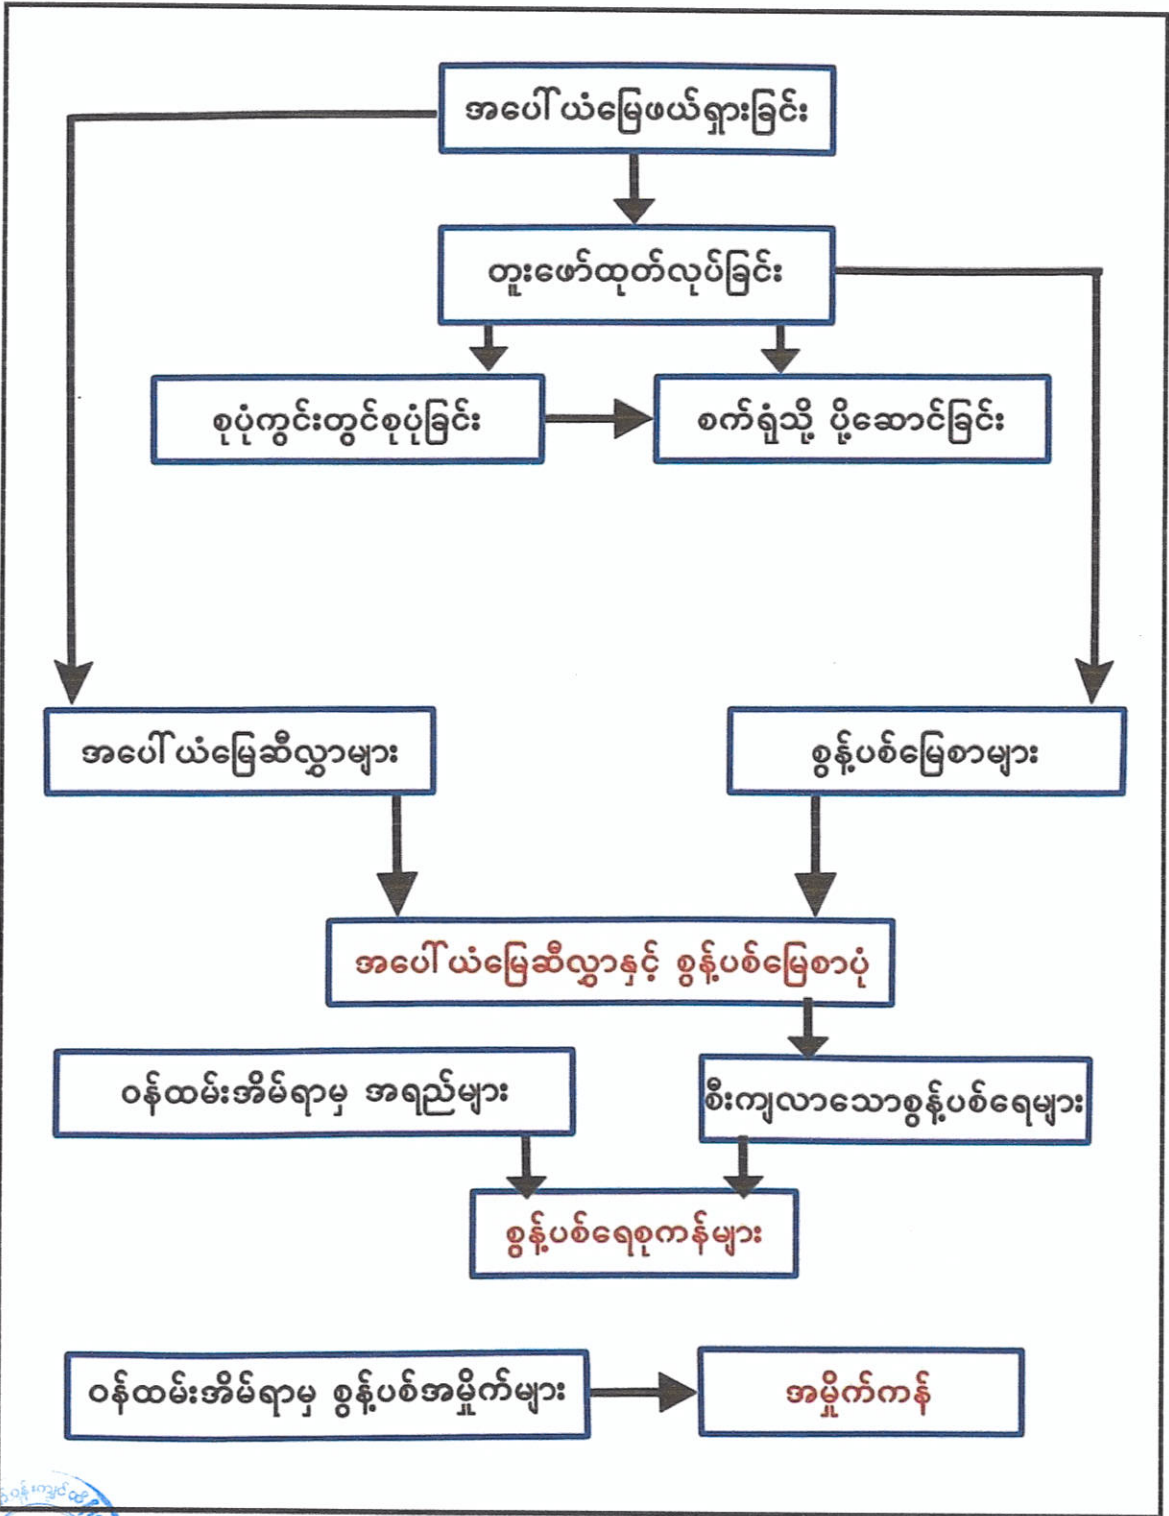 အပေါ်ယံမြေဖယ်ရှားခြင်း
တူးဖော်ထုတ်လုပ်ခြင်း
စုပုံကွင်းတွင်စုပုံခြင်း
စက်ရုံသို့ ပို့ဆောင်ခြင်း
အပေါ်ယံမြေဆီလွှာများ
စွန့်ပစ်မြေစာများ
အပေါ်ယံမြေဆီလွှာနှင့် စွန့်ပစ်မြေစာပုံ
ဝန်ထမ်းအိမ်ရာမှ အရည်များ
စီးကျလာသောစွန့်ပစ်ရေများ
စွန့်ပစ်ရေစုကန်များ
ဝန်ထမ်းအိမ်ရာမှ စွန့်ပစ်အမှိုက်များ
အမှိုက်ကန်